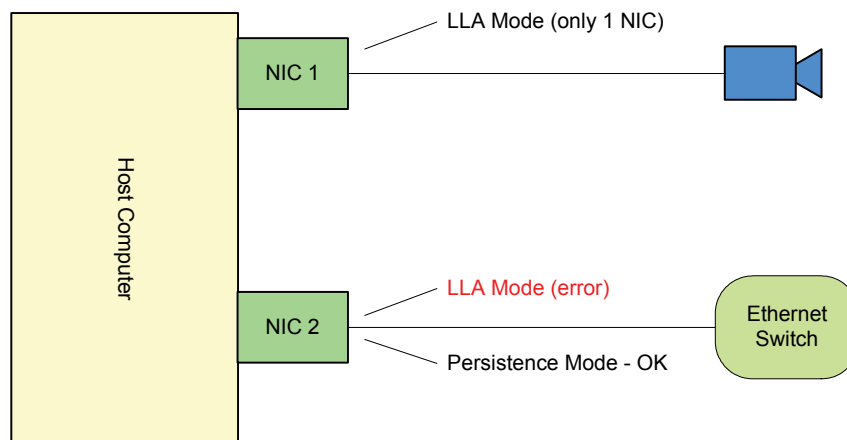 LLA Mode (only 1 NIC)
NIC 1
Host Computer
LLA Mode (error)
NIC 2
Ethernet
Switch
Persistence Mode - OK